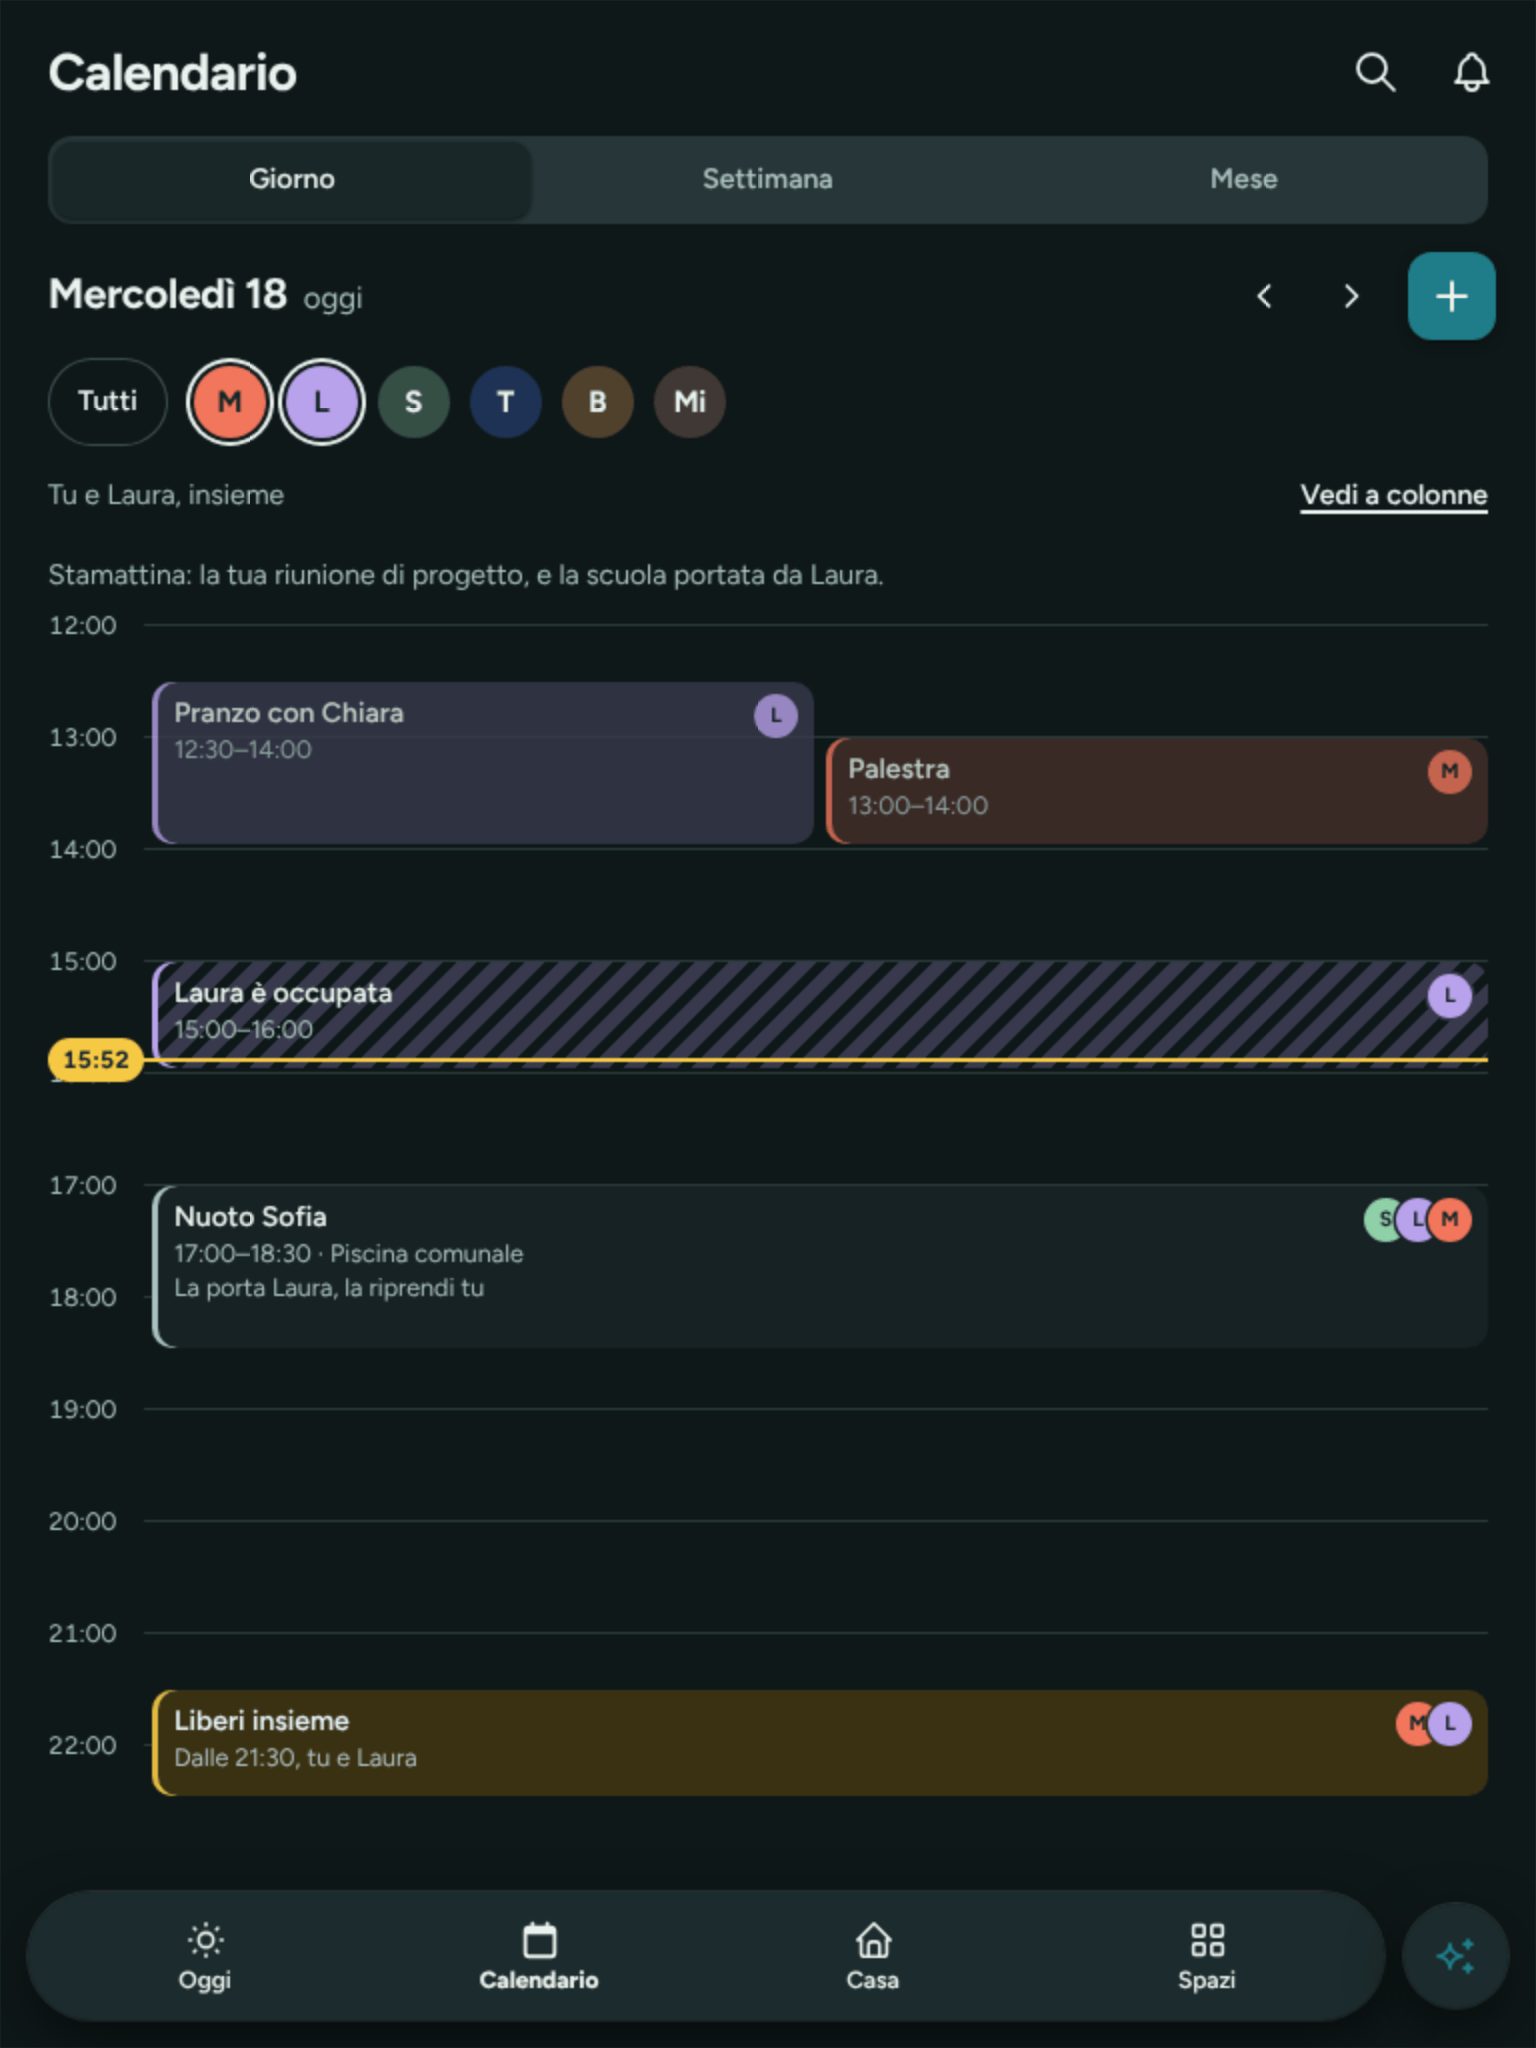 Calendario
Giorno Settimana Mese
Mercoledì 18 oggi
Tutti M L S T B Mi
Tu e Laura, insieme Vedi a colonne
Stamattina: la tua riunione di progetto, e la scuola portata da Laura.
12:00
Pranzo con Chiara L
13:00
12:30–14:00
Palestra M
13:00–14:00
14:00
15:00
Laura è occupata L
15:00–16:00
15:52
17:00
Nuoto Sofia S L M
17:00–18:30 · Piscina comunale
La porta Laura, la riprendi tu
18:00
19:00
20:00
21:00
Liberi insieme M L
22:00
Dalle 21:30, tu e Laura
Oggi Calendario Casa Spazi